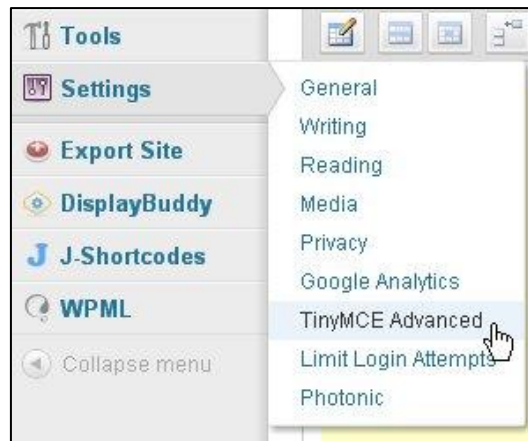 Tools
Settings
Export Site
DisplayBuddy
J-Shortcodes
WPML
Collapse menu
General
Writing
Reading
Media
Privacy
Google Analytics
TinyMCE Advanced
Limit Login Attempts
Photonic